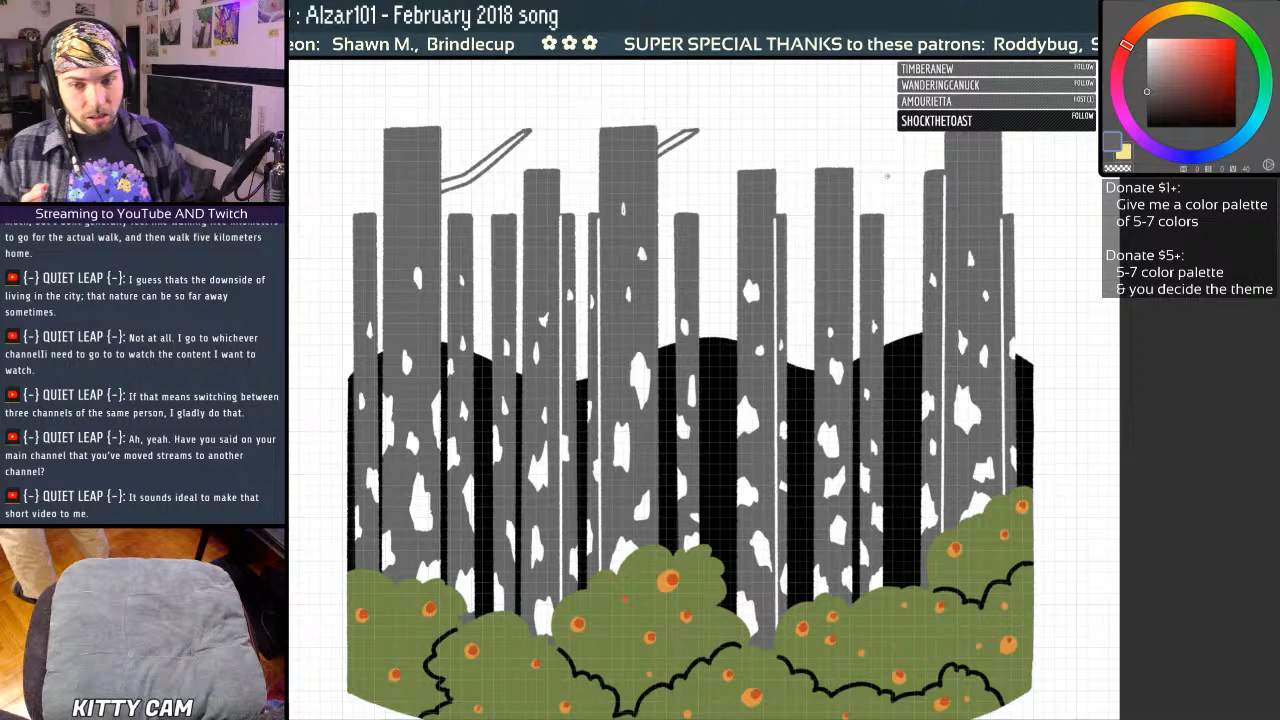 : Alzar101 - February 2018 song
eon: Shawn M., Brindlecup ✿ ✿ ✿ SUPER SPECIAL THANKS to these patrons: Roddybug, S
TIMBERANEW FOLLOW
WANDERINGCANUCK FOLLOW
AMOURIETTA HOST(1)
SHOCKTHETOAST FOLLOW
Donate $1+:
Give me a color palette
of 5-7 colors
Donate $5+:
5-7 color palette
& you decide the theme
Streaming to YouTube AND Twitch
to go for the actual walk, and then walk five kilometers
home.
{-} QUIET LEAP {-}: I guess thats the downside of
living in the city; that nature can be so far away
sometimes.
{-} QUIET LEAP {-}: Not at all. I go to whichever
channelIi need to go to to watch the content I want to
watch.
{-} QUIET LEAP {-}: If that means switching between
three channels of the same person, I gladly do that.
{-} QUIET LEAP {-}: Ah, yeah. Have you said on your
main channel that you've moved streams to another
channel?
{-} QUIET LEAP {-}: It sounds ideal to make that
short video to me.
KITTY CAM